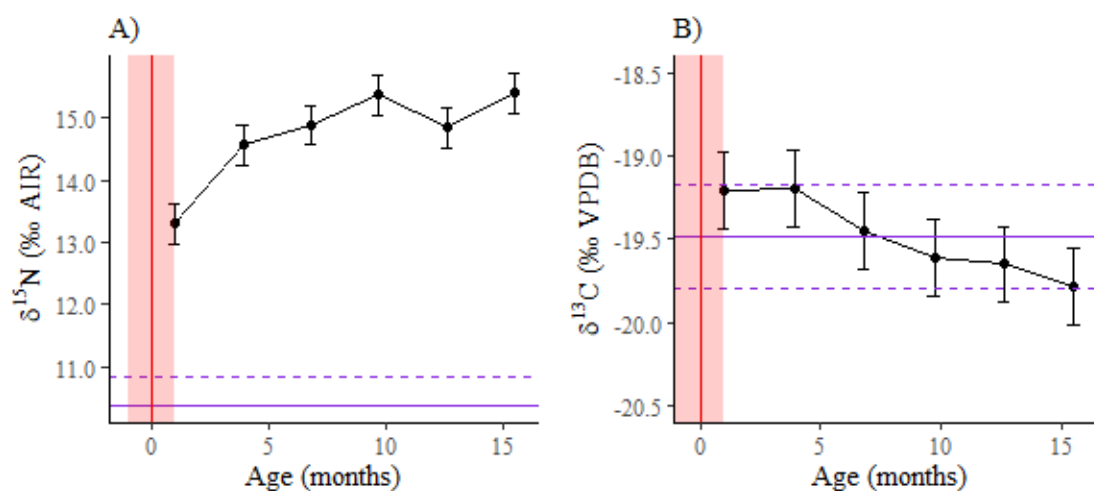 A)
δ¹⁵N (‰ AIR)
15.0
14.0
13.0
12.0
11.0
0 5 10 15
Age (months)
B)
δ¹³C (‰ VPDB)
-18.5
-19.0
-19.5
-20.0
-20.5
0 5 10 15
Age (months)